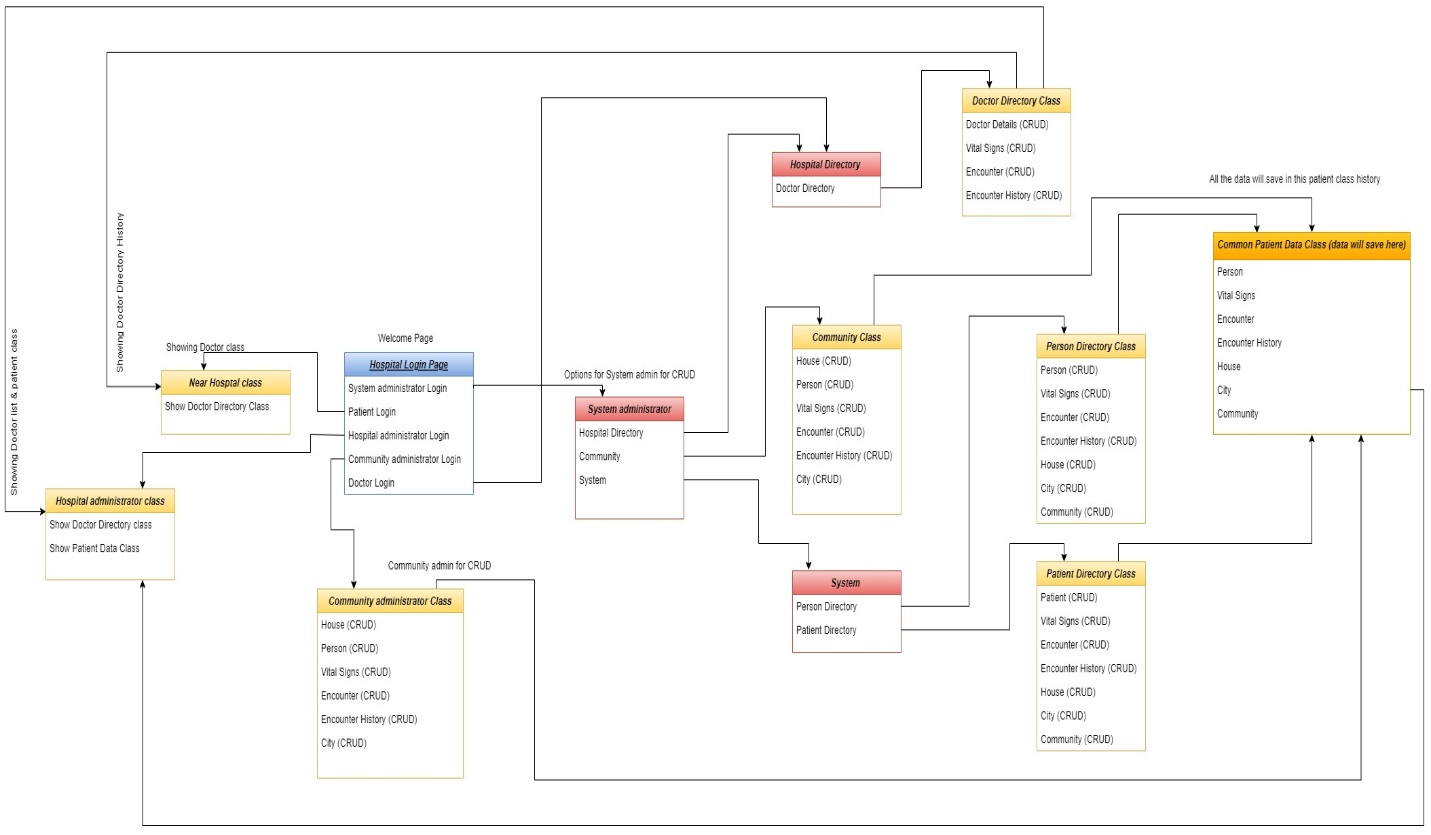 Doctor Directory Class
Doctor Details (CRUD)
Vital Signs (CRUD)
Encounter (CRUD)
Encounter History (CRUD)
Hospital Directory
Doctor Directory
All the data will save in this patient class history
Common Patient Data Class (data will save here)
Person
Vital Signs
Encounter
Encounter History
House
City
Community
Showing Doctor Directory History
Showing Doctor list & patient class
Showing Doctor class
Near Hosptal class
Show Doctor Directory Class
Welcome Page
Hospital Login Page
System administrator Login
Patient Login
Hospital administrator Login
Community administrator Login
Doctor Login
Options for System admin for CRUD
System administrator
Hospital Directory
Community
System
Community Class
House (CRUD)
Person (CRUD)
Vital Signs (CRUD)
Encounter (CRUD)
Encounter History (CRUD)
City (CRUD)
Person Directory Class
Person (CRUD)
Vital Signs (CRUD)
Encounter (CRUD)
Encounter History (CRUD)
House (CRUD)
City (CRUD)
Community (CRUD)
Hospital administrator class
Show Doctor Directory class
Show Patient Data Class
Community admin for CRUD
Community administrator Class
House (CRUD)
Person (CRUD)
Vital Signs (CRUD)
Encounter (CRUD)
Encounter History (CRUD)
City (CRUD)
System
Person Directory
Patient Directory
Patient Directory Class
Patient (CRUD)
Vital Signs (CRUD)
Encounter (CRUD)
Encounter History (CRUD)
House (CRUD)
City (CRUD)
Community (CRUD)